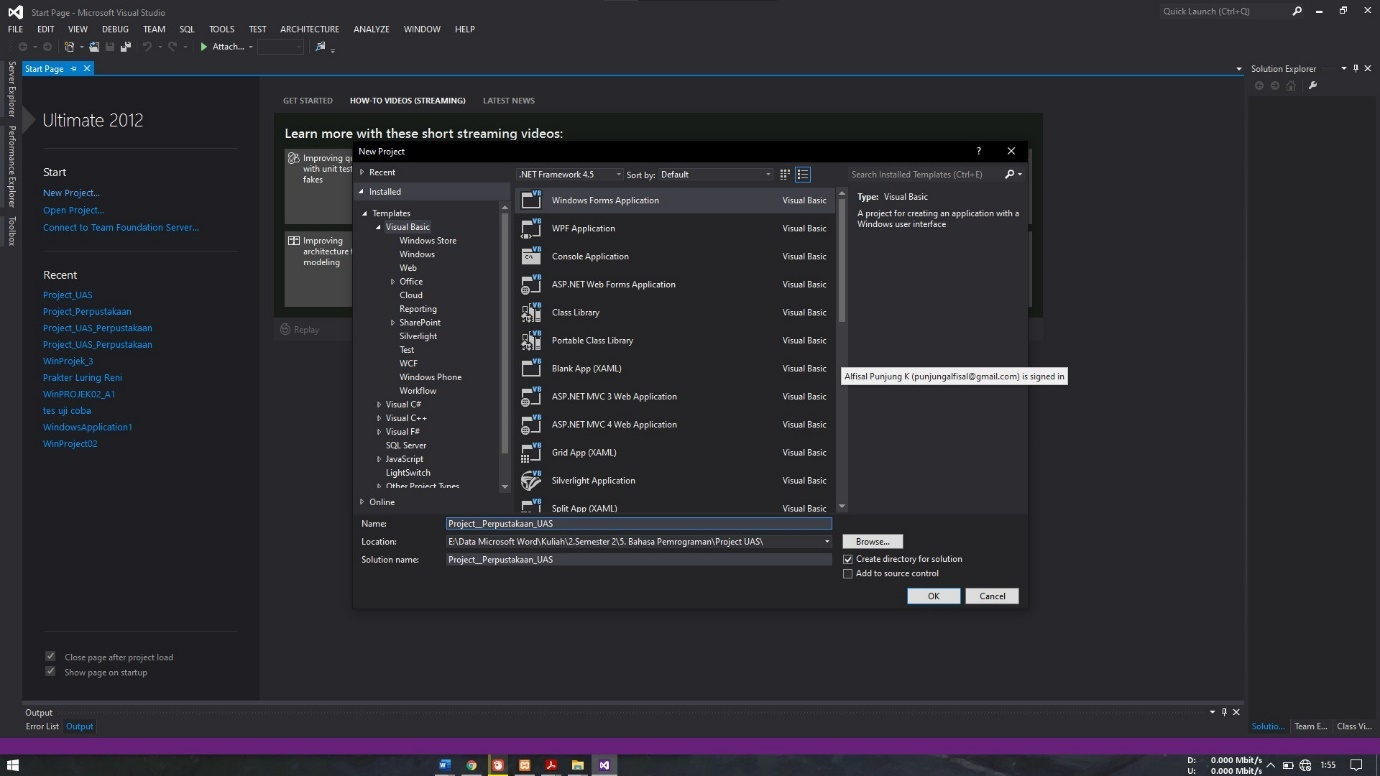 Start Page - Microsoft Visual Studio
Quick Launch (Ctrl+Q)
FILE EDIT VIEW DEBUG TEAM SQL TOOLS TEST ARCHITECTURE ANALYZE WINDOW HELP
Attach...
Server Explorer
Performance Explorer
Toolbox
Start Page
Ultimate 2012
Start
New Project...
Open Project...
Connect to Team Foundation Server...
Recent
Project_UAS
Project_Perpustakaan
Project_UAS_Perpustakaan
Project_UAS_Perpustakaan
WinProjek_3
Prakter Luring Reni
WinPROJEK02_A1
tes uji coba
WindowsApplication1
WinProject02
Close page after project load
Show page on startup
GET STARTED HOW-TO VIDEOS (STREAMING) LATEST NEWS
Learn more with these short streaming videos:
Improving qu
with unit test
fakes
Improving
architecture t
modeling
Replay
New Project
? 
Recent
Installed
Templates
Visual Basic
Windows Store
Windows
Web
Office
Cloud
Reporting
SharePoint
Silverlight
Test
WCF
Windows Phone
Workflow
Visual C#
Visual C++
Visual F#
SQL Server
JavaScript
LightSwitch
Other Project Types
Online
.NET Framework 4.5 Sort by: Default
Search Installed Templates (Ctrl+E)
Windows Forms Application Visual Basic
WPF Application Visual Basic
Console Application Visual Basic
ASP.NET Web Forms Application Visual Basic
Class Library Visual Basic
Portable Class Library Visual Basic
Blank App (XAML) Visual Basic
ASP.NET MVC 3 Web Application Visual Basic
ASP.NET MVC 4 Web Application Visual Basic
Grid App (XAML) Visual Basic
Silverlight Application Visual Basic
Split App (XAML) Visual Basic
Type: Visual Basic
A project for creating an application with a
Windows user interface
Alfisal Punjung K (punjungalfisal@gmail.com) is signed in
Name: Project__Perpustakaan_UAS
Location: E:\Data Microsoft Word\Kuliah\2.Semester 2\5. Bahasa Pemrograman\Project UAS\
Browse...
Solution name: Project__Perpustakaan_UAS
Create directory for solution
Add to source control
OK Cancel
Solution Explorer
Output
Error List Output
Solutio... Team E... Class Vi...
D: 0.000 Mbit/s
U: 0.000 Mbit/s
1:55